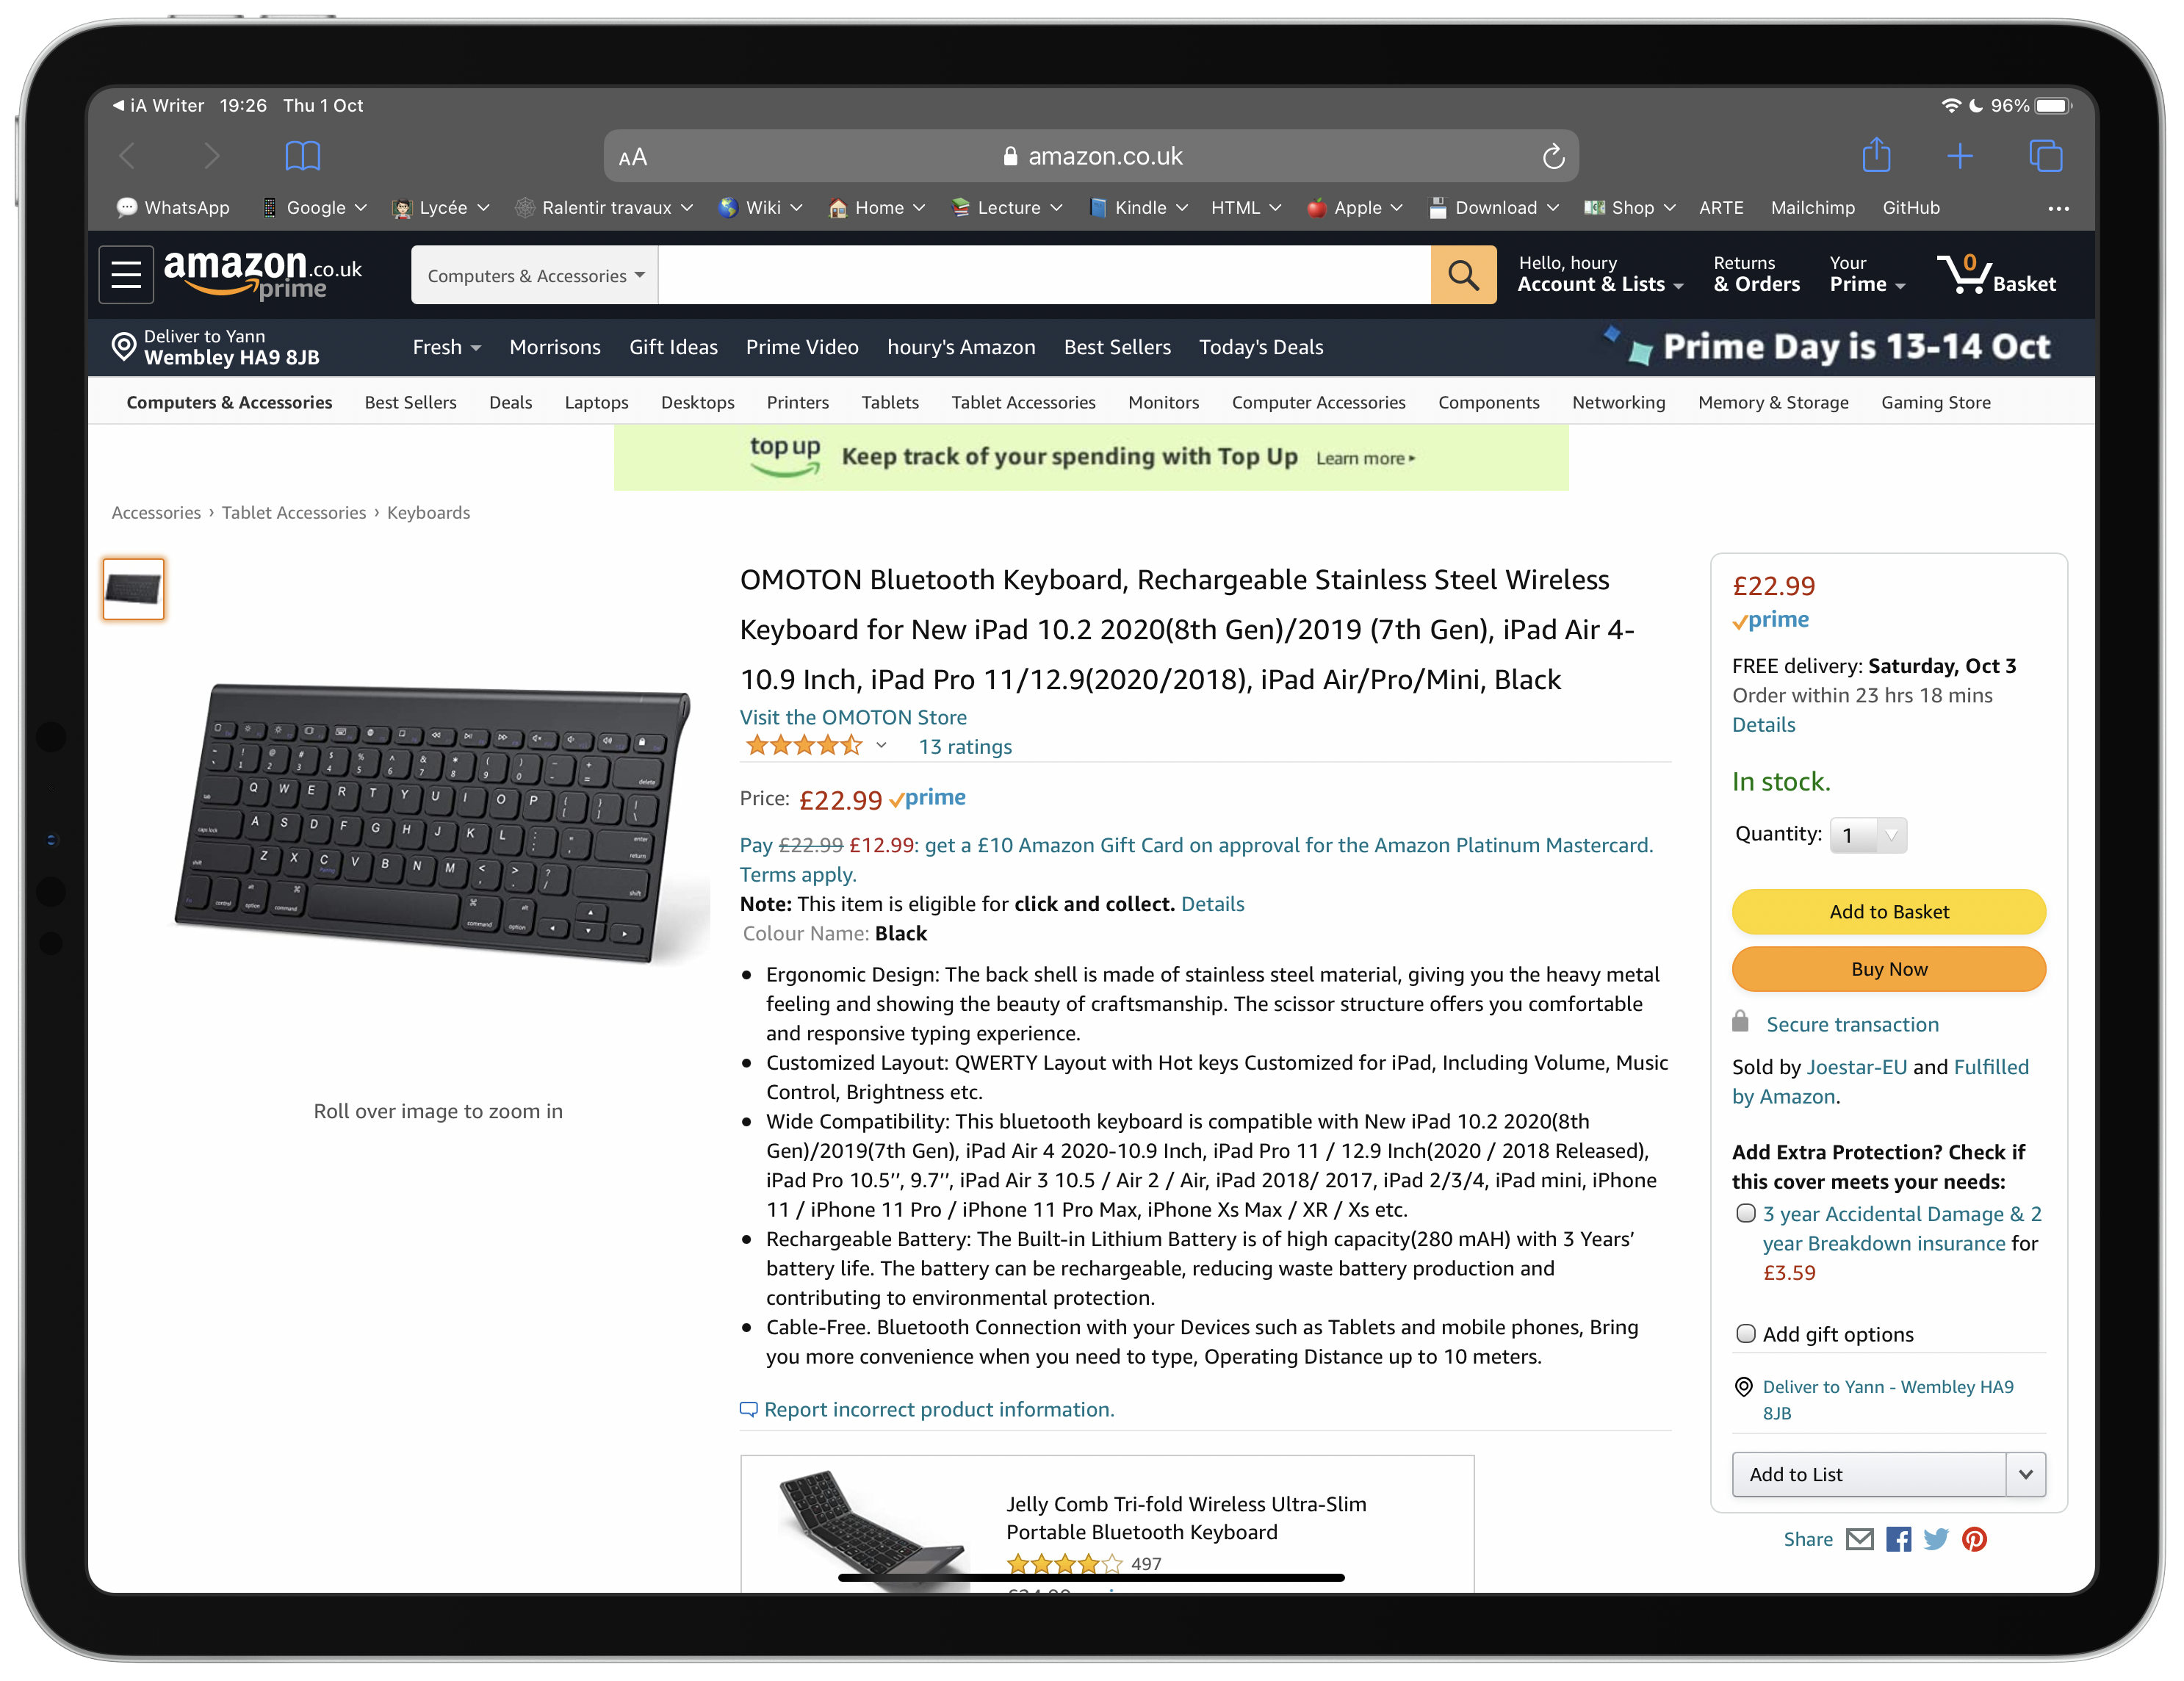 ◀ iA Writer 19:26 Thu 1 Oct 96%
AA amazon.co.uk
WhatsApp Google Lycée Ralentir travaux Wiki Home Lecture Kindle HTML Apple Download Shop ARTE Mailchimp GitHub ...
amazon.co.uk
prime
Computers & Accessories
Hello, houry
Account & Lists
Returns
& Orders
Your
Prime
0
Basket
Deliver to Yann
Wembley HA9 8JB
Fresh Morrisons Gift Ideas Prime Video houry's Amazon Best Sellers Today's Deals
Prime Day is 13-14 Oct
Computers & Accessories Best Sellers Deals Laptops Desktops Printers Tablets Tablet Accessories Monitors Computer Accessories Components Networking Memory & Storage Gaming Store
top up Keep track of your spending with Top Up Learn more ▸
Accessories › Tablet Accessories › Keyboards
Roll over image to zoom in
OMOTON Bluetooth Keyboard, Rechargeable Stainless Steel Wireless
Keyboard for New iPad 10.2 2020(8th Gen)/2019 (7th Gen), iPad Air 4-
10.9 Inch, iPad Pro 11/12.9(2020/2018), iPad Air/Pro/Mini, Black
Visit the OMOTON Store
13 ratings
Price: £22.99 prime
Pay £22.99 £12.99: get a £10 Amazon Gift Card on approval for the Amazon Platinum Mastercard.
Terms apply.
Note: This item is eligible for click and collect. Details
Colour Name: Black
• Ergonomic Design: The back shell is made of stainless steel material, giving you the heavy metal
feeling and showing the beauty of craftsmanship. The scissor structure offers you comfortable
and responsive typing experience.
• Customized Layout: QWERTY Layout with Hot keys Customized for iPad, Including Volume, Music
Control, Brightness etc.
• Wide Compatibility: This bluetooth keyboard is compatible with New iPad 10.2 2020(8th
Gen)/2019(7th Gen), iPad Air 4 2020-10.9 Inch, iPad Pro 11 / 12.9 Inch(2020 / 2018 Released),
iPad Pro 10.5’’, 9.7’’, iPad Air 3 10.5 / Air 2 / Air, iPad 2018/ 2017, iPad 2/3/4, iPad mini, iPhone
11 / iPhone 11 Pro / iPhone 11 Pro Max, iPhone Xs Max / XR / Xs etc.
• Rechargeable Battery: The Built-in Lithium Battery is of high capacity(280 mAH) with 3 Years’
battery life. The battery can be rechargeable, reducing waste battery production and
contributing to environmental protection.
• Cable-Free. Bluetooth Connection with your Devices such as Tablets and mobile phones, Bring
you more convenience when you need to type, Operating Distance up to 10 meters.
Report incorrect product information.
Jelly Comb Tri-fold Wireless Ultra-Slim
Portable Bluetooth Keyboard
497
£22.99
prime
FREE delivery: Saturday, Oct 3
Order within 23 hrs 18 mins
Details
In stock.
Quantity: 1
Add to Basket
Buy Now
Secure transaction
Sold by Joestar-EU and Fulfilled
by Amazon.
Add Extra Protection? Check if
this cover meets your needs:
3 year Accidental Damage & 2
year Breakdown insurance for
£3.59
Add gift options
Deliver to Yann - Wembley HA9
8JB
Add to List
Share